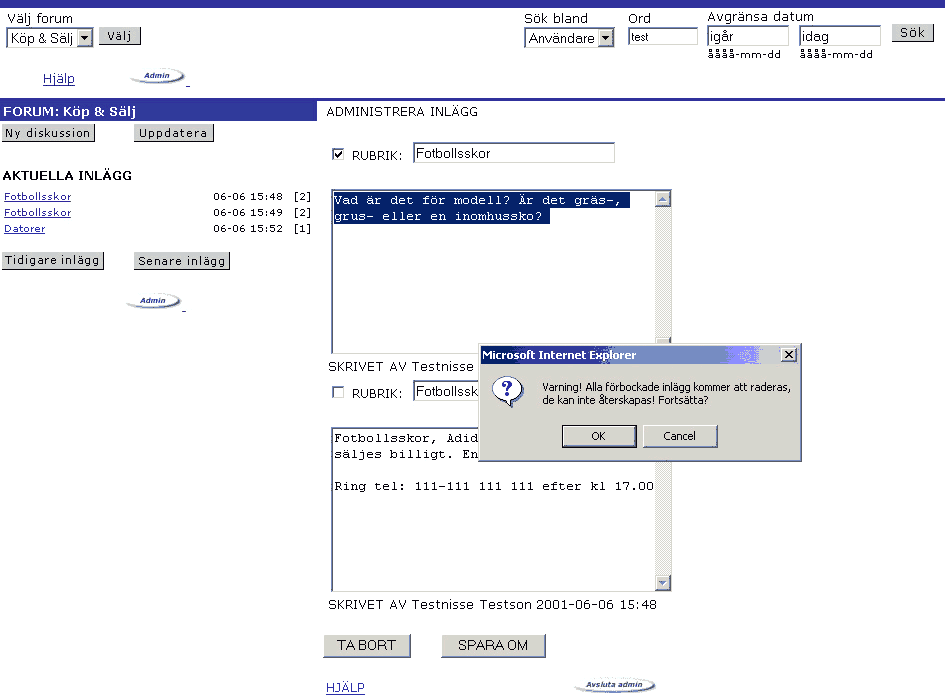 Välj forum
Köp & Sälj Välj
Sök bland Ord Avgränsa datum
Användare test igår idag Sök
åååå-mm-dd åååå-mm-dd
Hjälp Admin
FORUM: Köp & Sälj
Ny diskussion Uppdatera
AKTUELLA INLÄGG
Fotbollsskor 06-06 15:48 [2]
Fotbollsskor 06-06 15:49 [2]
Datorer 06-06 15:52 [1]
Tidigare inlägg Senare inlägg
Admin
ADMINISTRERA INLÄGG
RUBRIK: Fotbollsskor
Vad är det för modell? Är det gräs-,
grus- eller en inomhussko?
SKRIVET AV Testnisse
Microsoft Internet Explorer
Varning! Alla förbockade inlägg kommer att raderas,
de kan inte återskapas! Fortsätta?
OK Cancel
RUBRIK: Fotbollssk
Fotbollsskor, Adid
säljes billigt. En
Ring tel: 111-111 111 111 efter kl 17.00
SKRIVET AV Testnisse Testson 2001-06-06 15:48
TA BORT SPARA OM
HJÄLP Avsluta admin